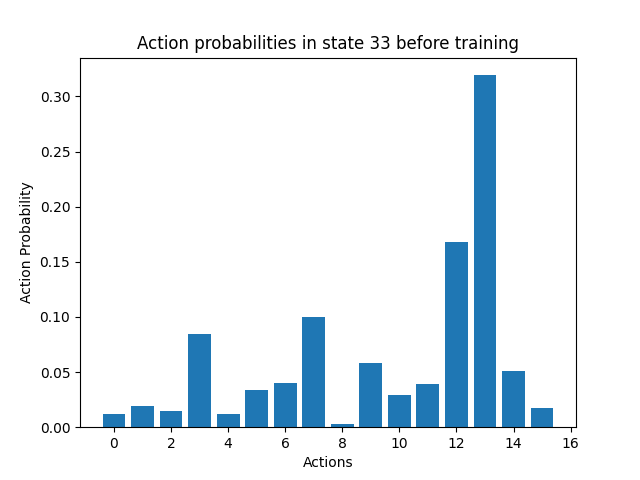 Action probabilities in state 33 before training
0.30
0.25
0.20
0.15
0.10
0.05
0.00
Action Probability
0 2 4 6 8 10 12 14 16
Actions